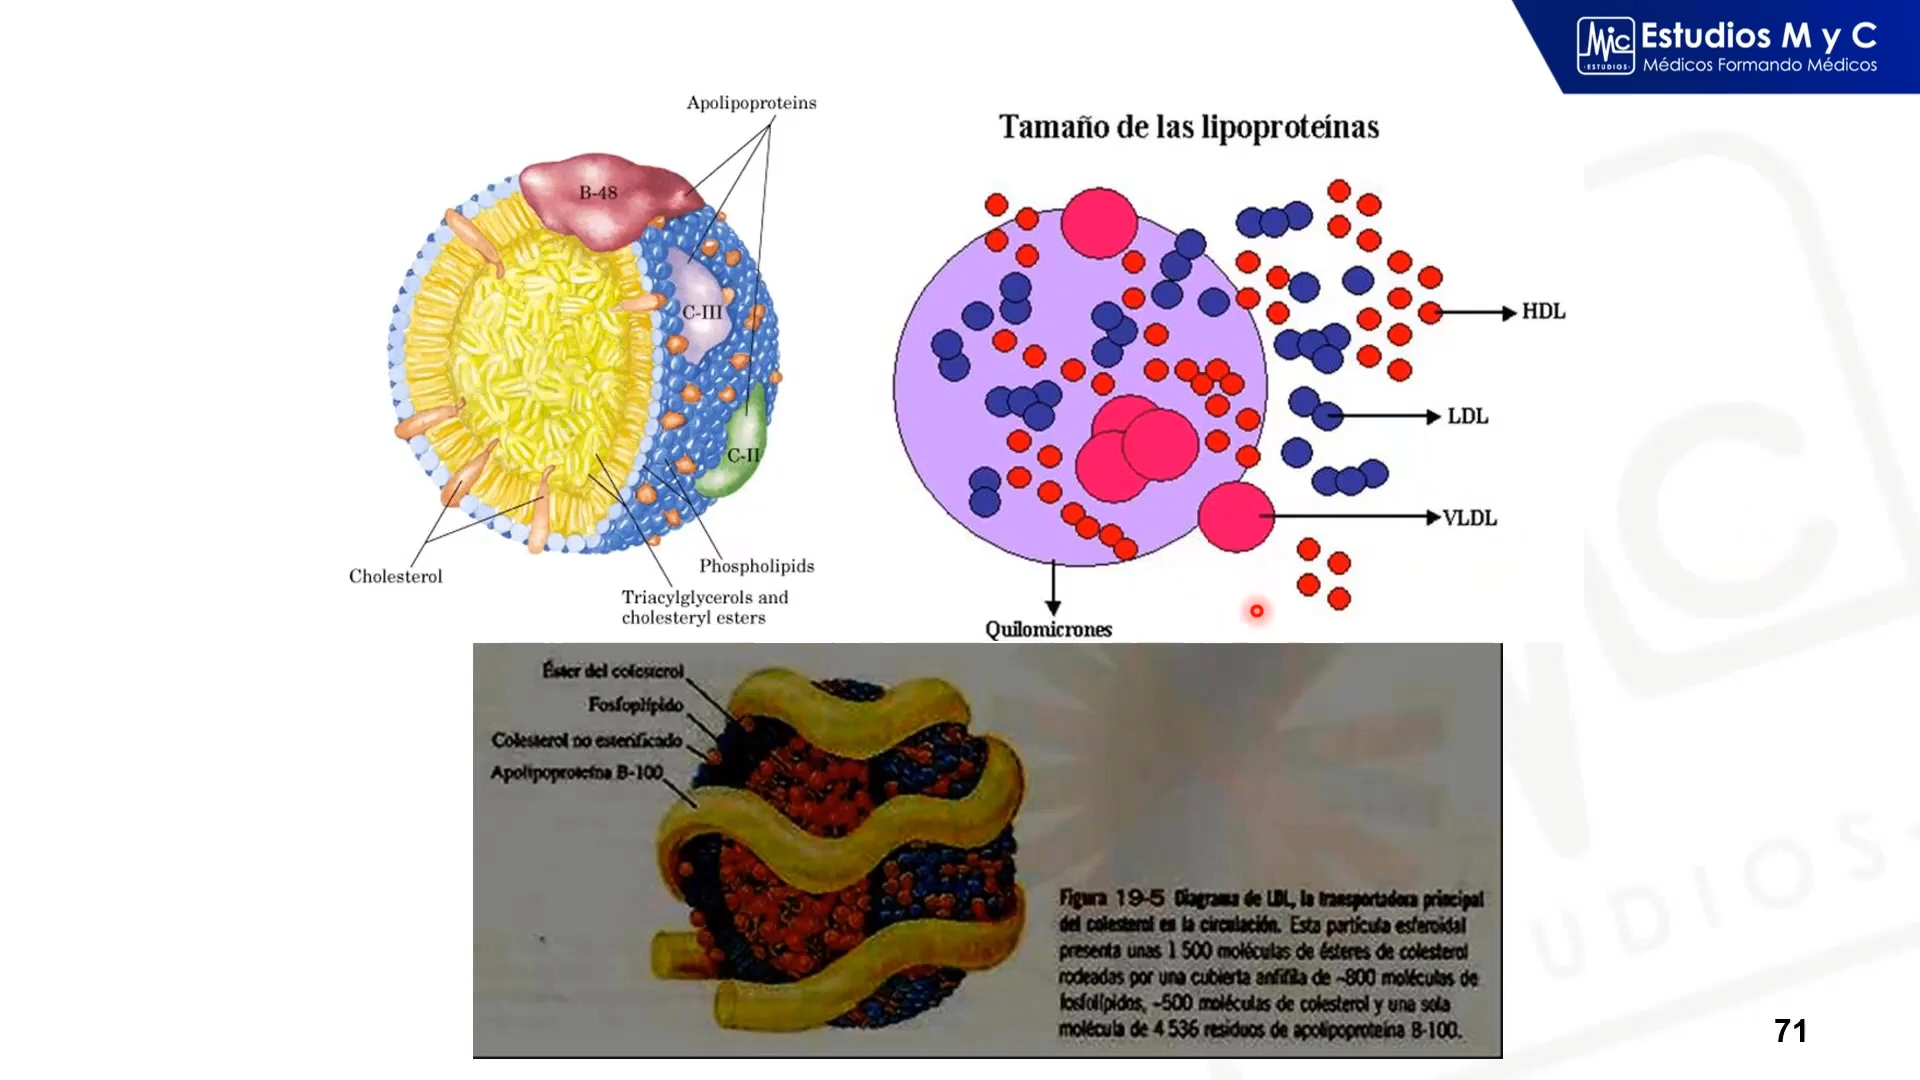 Estudios M y C
Médicos Formando Médicos
MyC
·ESTUDIOS·
Apolipoproteins
B-48
C-III
C-II
Cholesterol
Phospholipids
Triacylglycerols and
cholesteryl esters
Tamaño de las lipoproteínas
HDL
LDL
VLDL
Quilomicrones
Éster del colesterol
Fosfoplípido
Colesterol no esterificado
Apolipoproteína B-100
Figura 19-5 Diagrama de LDL, la transportadora principal
del colesterol en la circulación. Esta partícula esferoidal
presenta unas 1 500 moléculas de ésteres de colesterol
rodeadas por una cubierta anfifila de ~800 moléculas de
fosfolípidos, ~500 moléculas de colesterol y una sola
molécula de 4 536 residuos de apolipoproteína B-100.
71
UDIOS·